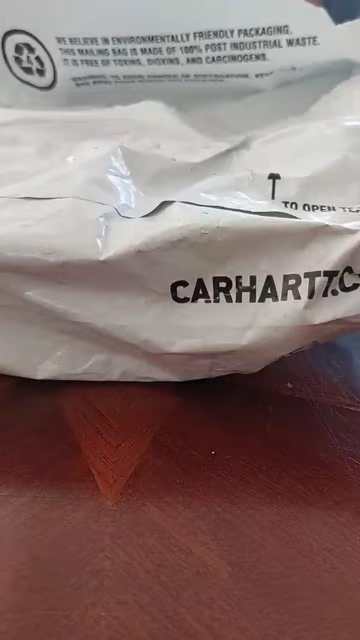 WE BELIEVE IN ENVIRONMENTALLY FRIENDLY PACKAGING.
THIS MAILING BAG IS MADE OF 100% POST INDUSTRIAL WASTE.
IT IS FREE OF TOXINS, DIOXINS, AND CARCINOGENS.
TO OPEN
CARHARTT.C